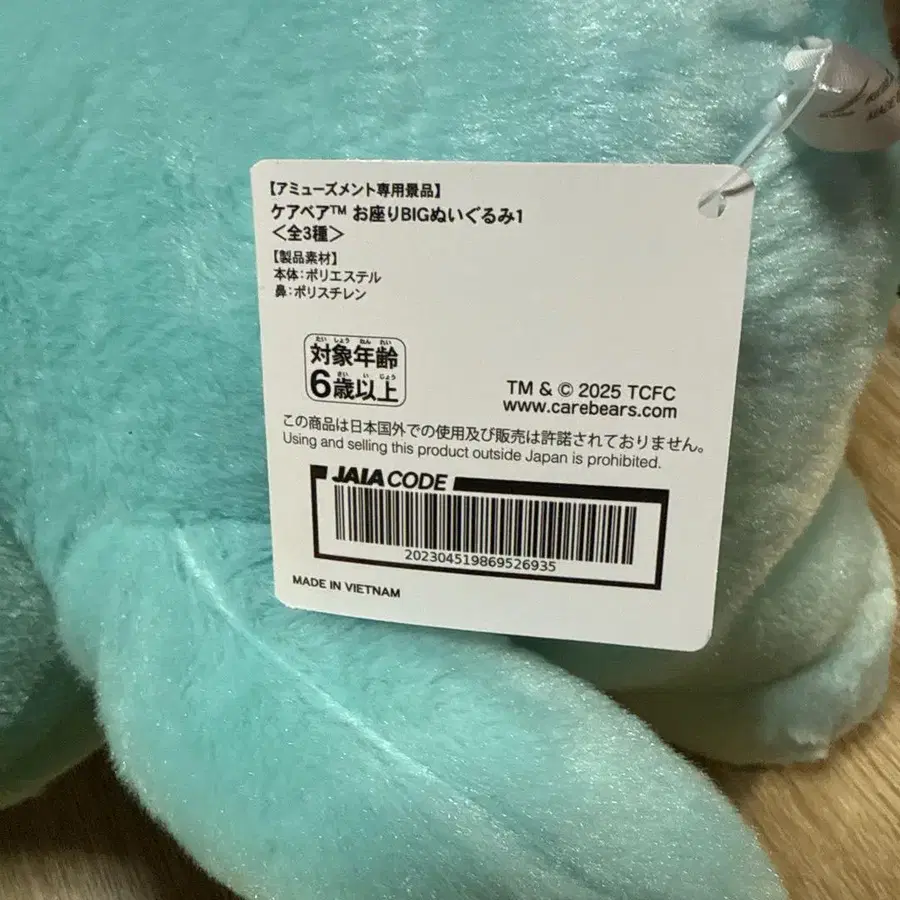 【アミューズメント専用景品】
ケアベア™ お座りBIGぬいぐるみ1
＜全3種＞
【製品素材】
本体:ポリエステル
鼻:ポリスチレン
たいしょう ねんれい
対象年齢
さい いじょう
6歳以上
TM & © 2025 TCFC
www.carebears.com
この商品は日本国外での使用及び販売は許諾されておりません。
Using and selling this product outside Japan is prohibited.
JAIA CODE
202304519869526935
MADE IN VIETNAM